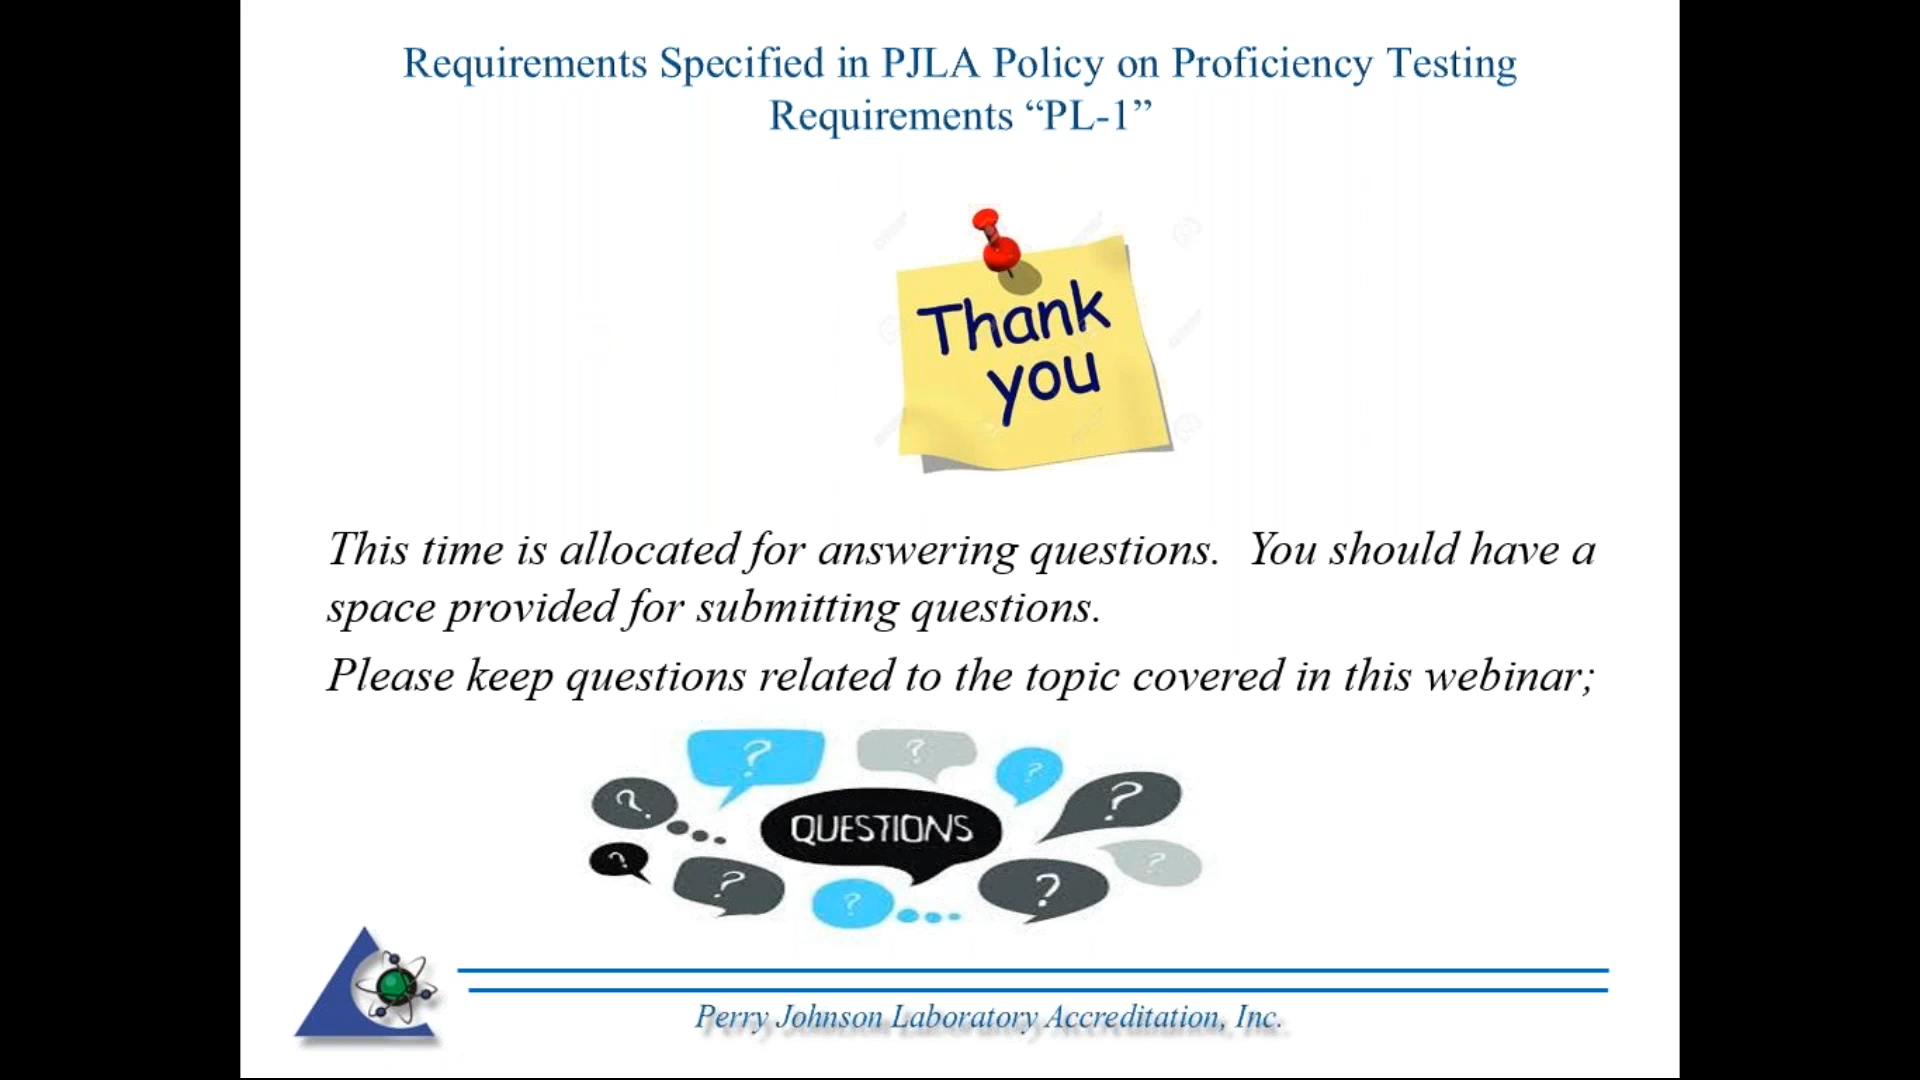 Requirements Specified in PJLA Policy on Proficiency Testing
Requirements “PL-1”
Thank
you
This time is allocated for answering questions.  You should have a
space provided for submitting questions.
Please keep questions related to the topic covered in this webinar;
?
?
?
?
?
QUESTIONS
?
?
?
?
?
Perry Johnson Laboratory Accreditation, Inc.